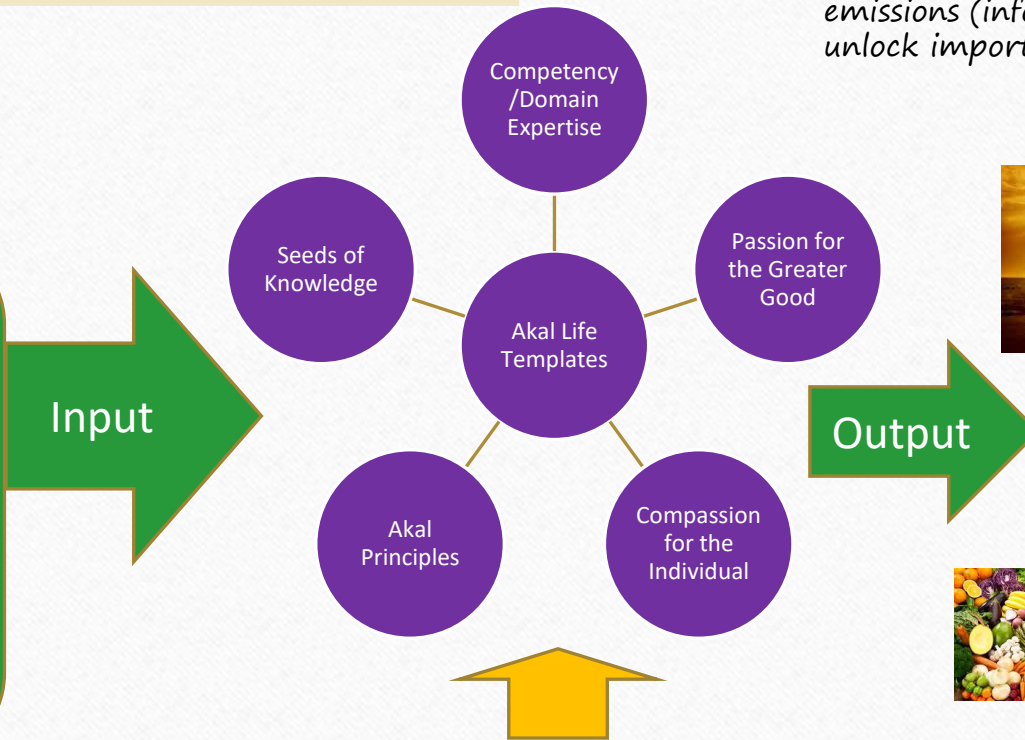 emissions (info
unlock import
Competency
/Domain
Expertise
Seeds of
Knowledge
Passion for
the Greater
Good
Akal Life
Templates
Input
Output
Akal
Principles
Compassion
for the
Individual